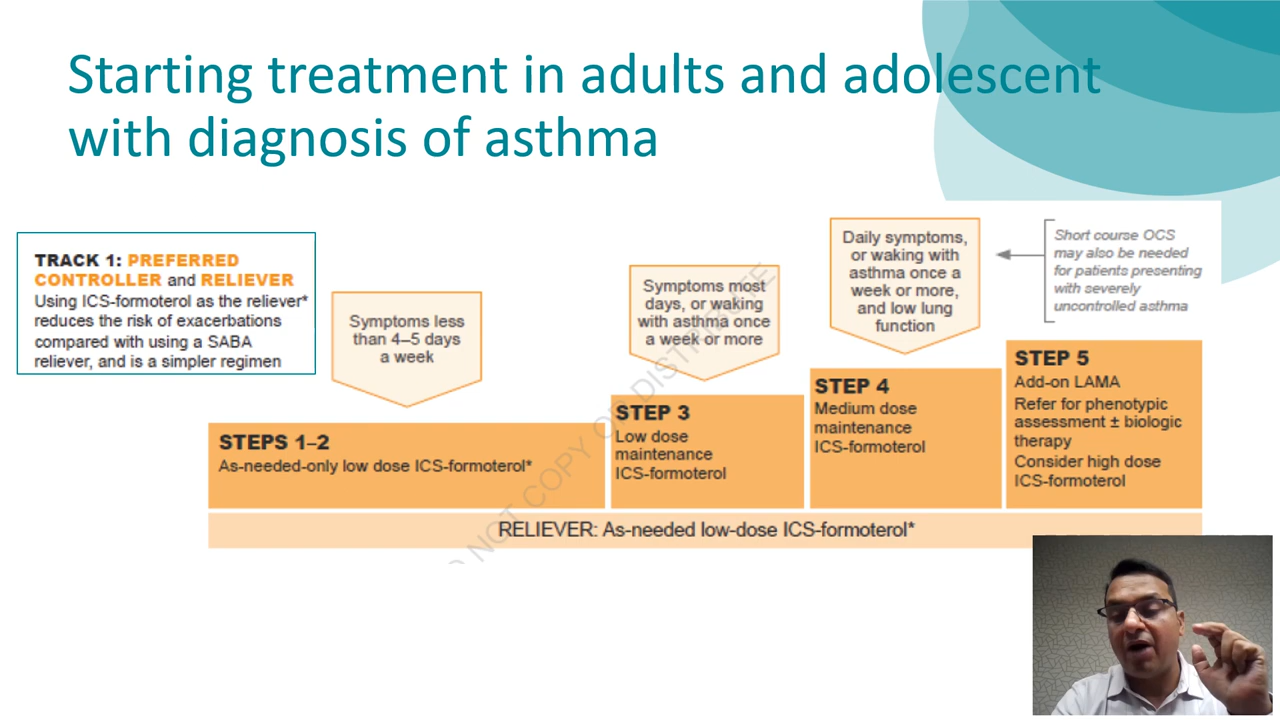 Starting treatment in adults and adolescent
with diagnosis of asthma
TRACK 1: PREFERRED
CONTROLLER and RELIEVER
Using ICS-formoterol as the reliever*
reduces the risk of exacerbations
compared with using a SABA
reliever, and is a simpler regimen
Symptoms less
than 4–5 days
a week
Symptoms most
days, or waking
with asthma once
a week or more
Daily symptoms,
or waking with
asthma once a
week or more,
and low lung
function
Short course OCS
may also be needed
for patients presenting
with severely
uncontrolled asthma
STEPS 1–2
As-needed-only low dose ICS-formoterol*
STEP 3
Low dose
maintenance
ICS-formoterol
STEP 4
Medium dose
maintenance
ICS-formoterol
STEP 5
Add-on LAMA
Refer for phenotypic
assessment ± biologic
therapy
Consider high dose
ICS-formoterol
RELIEVER: As-needed low-dose ICS-formoterol*
NOT COPY OR DISTRIBUTE